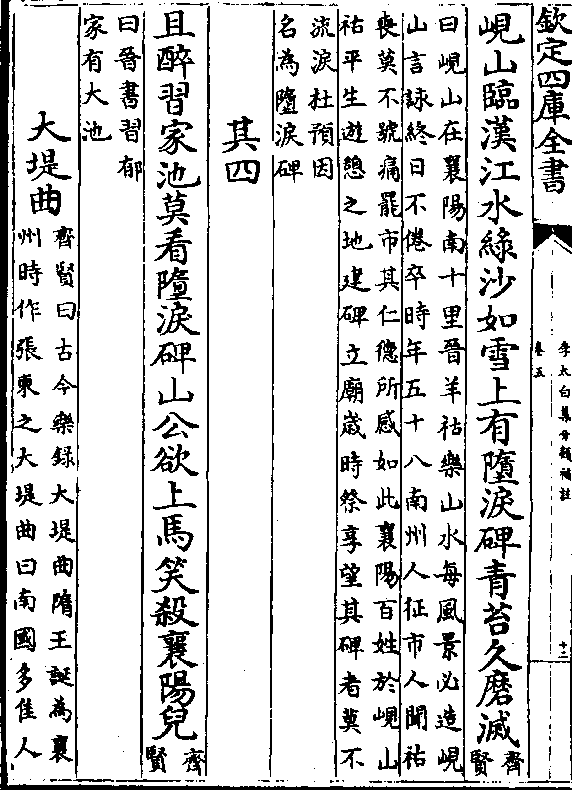 欽定四庫全書
李太白集分類補註
卷五
十二
峴山臨漢江水綠沙如雪上有墮淚碑青苔久磨滅
齊
賢
曰峴山在襄陽南十里晉羊祜樂山水每風景必造峴
山言詠終日不倦卒時年五十八南州人征市人聞祜
喪莫不號痛罷市其仁德所感如此襄陽百姓於峴山
祜平生遊憩之地建碑立廟歲時祭享望其碑者莫不
流淚杜預因
名為墮淚碑
其四
且醉習家池莫看墮淚碑山公欲上馬笑殺襄陽兒
齊
賢
曰晉書習郁
家有大池
大堤曲
齊賢曰古今樂錄大堤曲隋王誕為襄
州時作張東之大堤曲曰南國多佳人